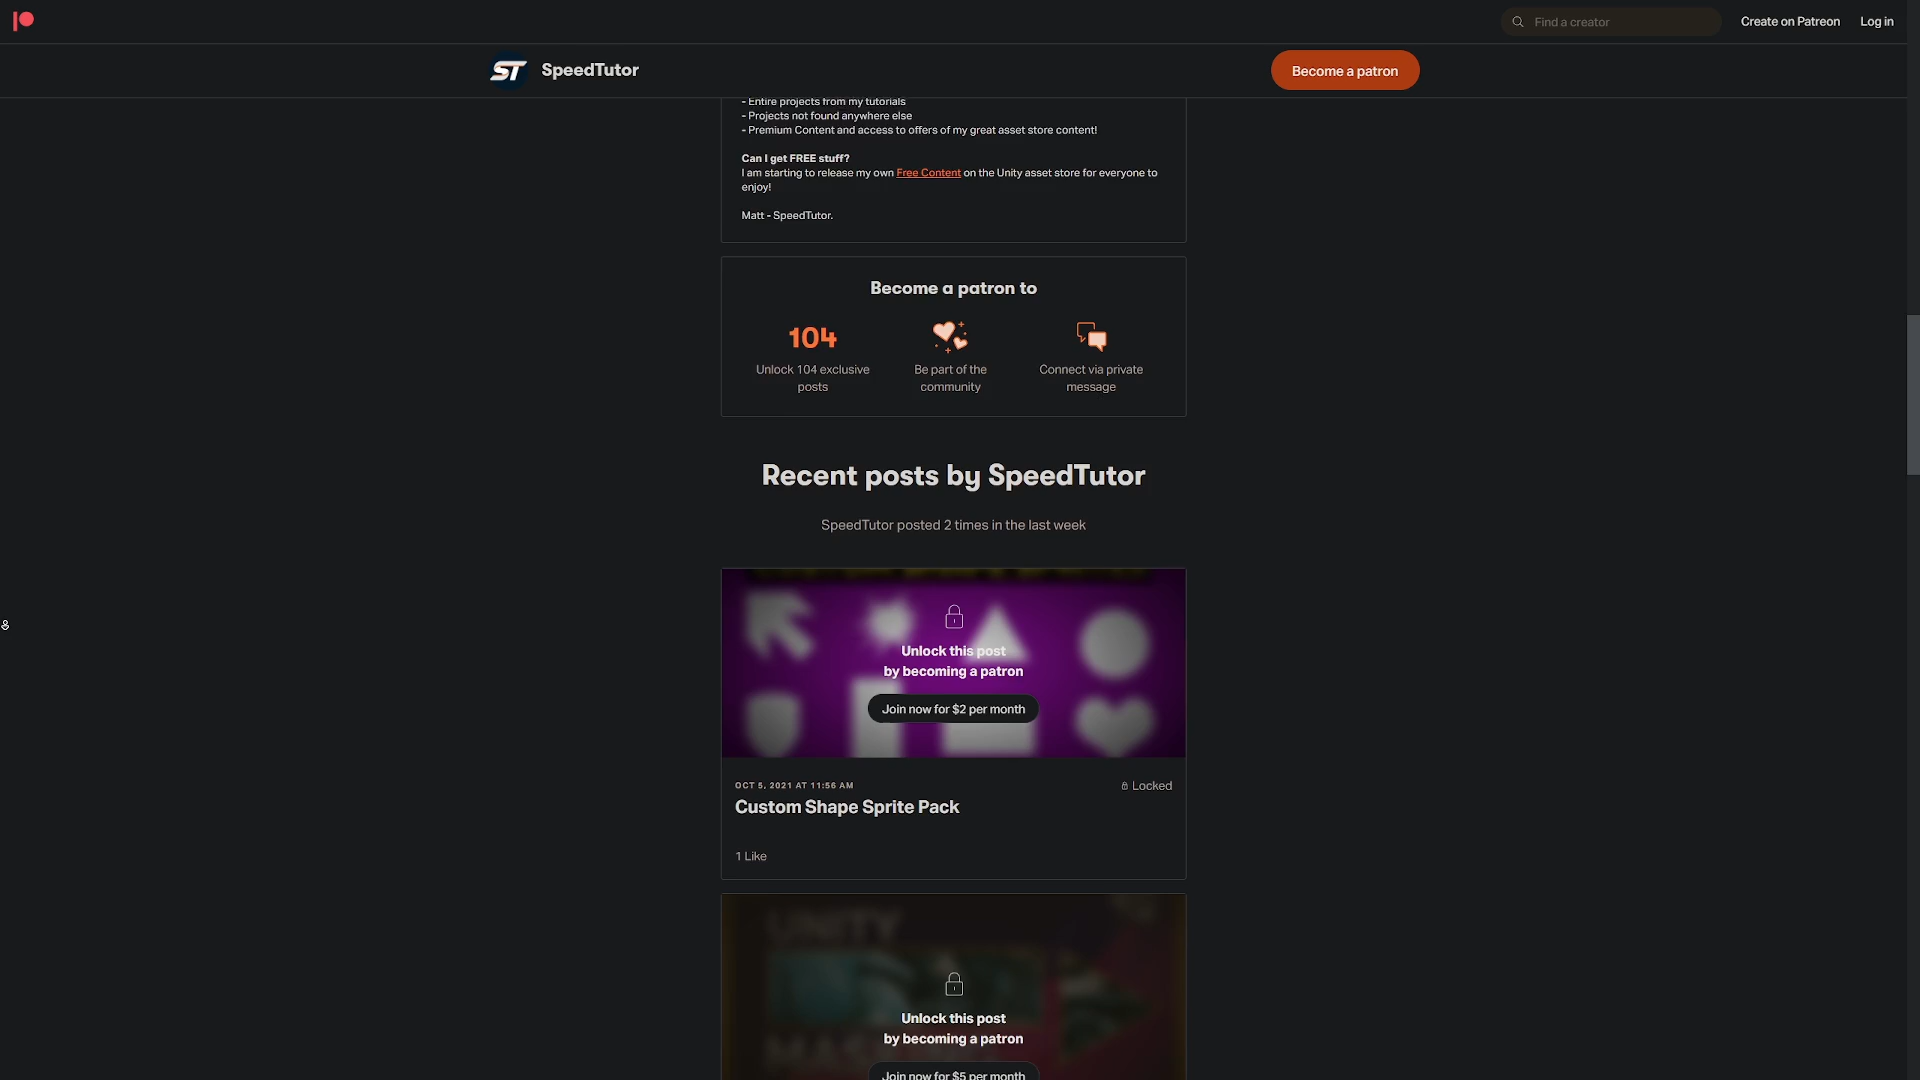 Find a creator
Create on Patreon
Log in
ST
SpeedTutor
Become a patron
- Entire projects from my tutorials
- Projects not found anywhere else
- Premium Content and access to offers of my great asset store content!
Can I get FREE stuff?
I am starting to release my own Free Content on the Unity asset store for everyone to
enjoy!
Matt - SpeedTutor.
Become a patron to
104
Unlock 104 exclusive
posts
Be part of the
community
Connect via private
message
Recent posts by SpeedTutor
SpeedTutor posted 2 times in the last week
Unlock this post
by becoming a patron
Join now for $2 per month
OCT 5, 2021 AT 11:56 AM
Locked
Custom Shape Sprite Pack
1 Like
UNITY
Unlock this post
by becoming a patron
Join now for $5 per month